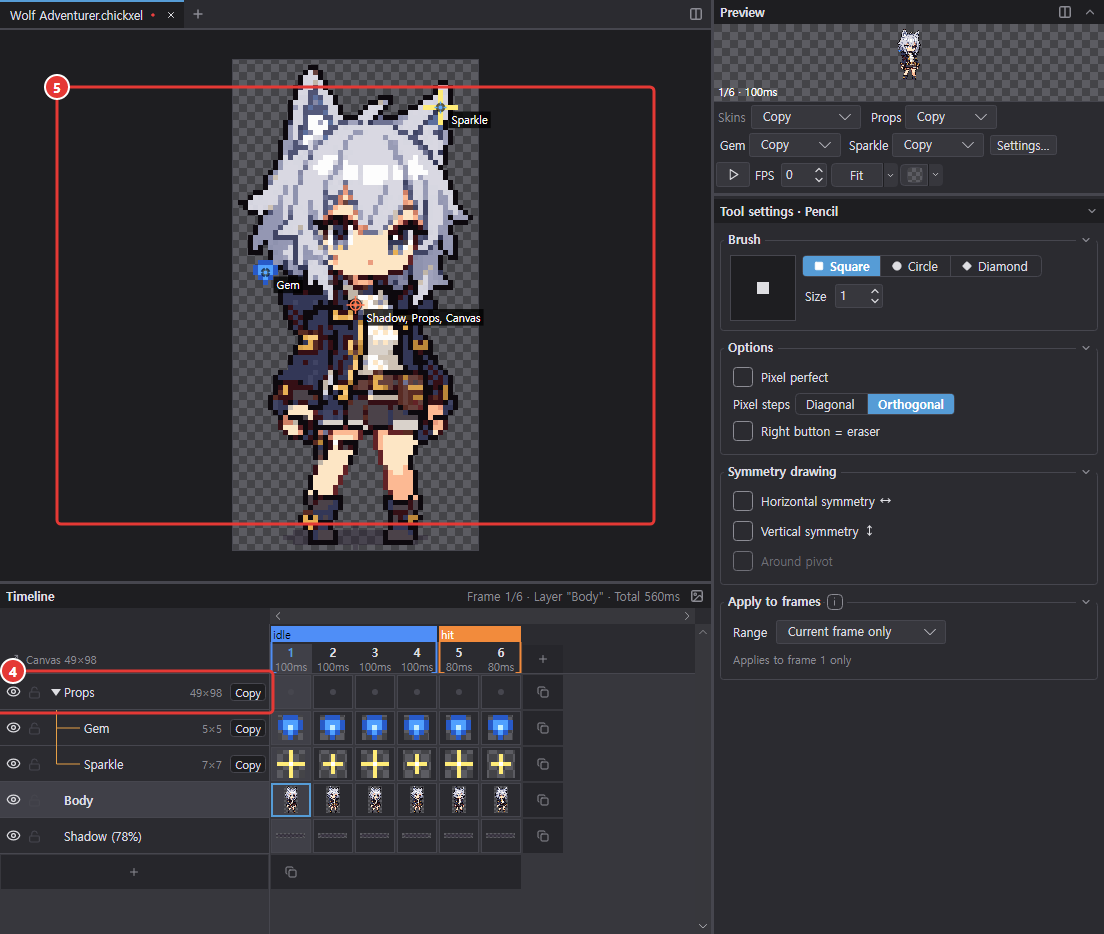 Wolf Adventurer.chickxel
5
Sparkle
Gem
Shadow, Props, Canvas
Preview
1/6 · 100ms
Skins Copy Props Copy
Gem Copy Sparkle Copy Settings...
FPS 0 Fit
Tool settings · Pencil
Brush
Square Circle Diamond
Size 1
Options
Pixel perfect
Pixel steps Diagonal Orthogonal
Right button = eraser
Symmetry drawing
Horizontal symmetry ↔
Vertical symmetry ↕
Around pivot
Apply to frames i
Range Current frame only
Applies to frame 1 only
Timeline
Frame 1/6 · Layer "Body" · Total 560ms
idle hit
1 2 3 4 5 6
Canvas 49×98 100ms 100ms 100ms 100ms 80ms 80ms
4
Props 49×98 Copy
Gem 5×5 Copy
Sparkle 7×7 Copy
Body
Shadow (78%)